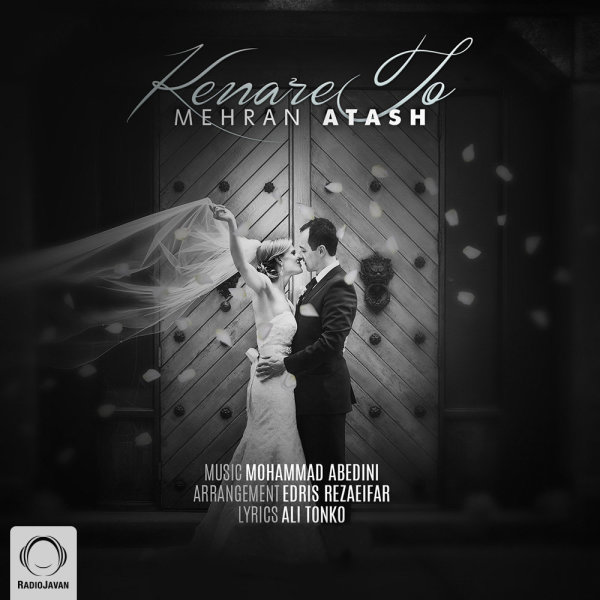 Kenare To
MEHRAN ATASH
MUSIC MOHAMMAD ABEDINI
ARRANGEMENT EDRIS REZAEIFAR
LYRICS ALI TONKO
RADIOJAVAN